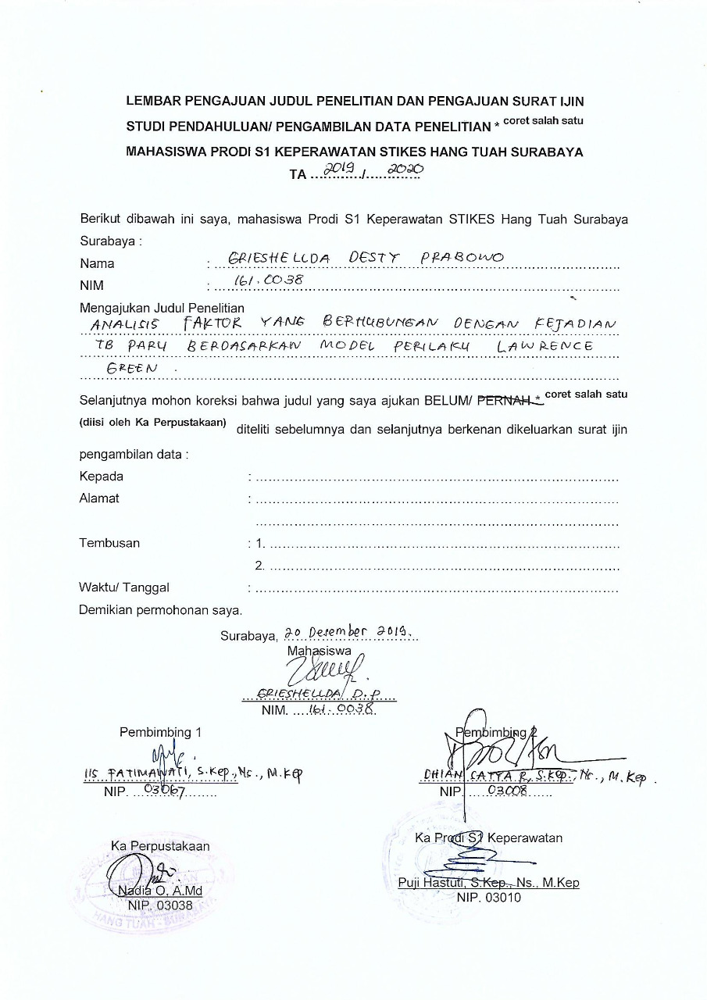 LEMBAR PENGAJUAN JUDUL PENELITIAN DAN PENGAJUAN SURAT IJIN
STUDI PENDAHULUAN/ PENGAMBILAN DATA PENELITIAN * coret salah satu
MAHASISWA PRODI S1 KEPERAWATAN STIKES HANG TUAH SURABAYA
TA ...2019.../...2020...
Berikut dibawah ini saya, mahasiswa Prodi S1 Keperawatan STIKES Hang Tuah Surabaya
Surabaya :
Nama : GRIESHELLDA DESTY PRABOWO
NIM : 161.0038
Mengajukan Judul Penelitian
ANALISIS FAKTOR YANG BERHUBUNGAN DENGAN KEJADIAN
TB PARU BERDASARKAN MODEL PERILAKU LAWRENCE
GREEN .
Selanjutnya mohon koreksi bahwa judul yang saya ajukan BELUM/ PERNAH * coret salah satu
(diisi oleh Ka Perpustakaan) diteliti sebelumnya dan selanjutnya berkenan dikeluarkan surat ijin
pengambilan data :
Kepada : ........................................
Alamat : ........................................
........................................
Tembusan : 1. ........................................
2. ........................................
Waktu/ Tanggal : ........................................
Demikian permohonan saya.
Surabaya, 20 Desember 2019.
Mahasiswa
GRIESHELLDA D.P
NIM. ....161.0038.
Pembimbing 1 Pembimbing 2
IIS FATIMAWATI, S.Kep.,Ns., M.Kep DHIAN SATYA R, S.Kep., Ns., M.Kep.
NIP. ...03067........ NIP. .....03008......
Ka Perpustakaan Ka Prodi S1 Keperawatan
Nadia O. A.Md Puji Hastuti, S.Kep., Ns., M.Kep
NIP. 03038 NIP. 03010
HANG TUAH - SURABAYA